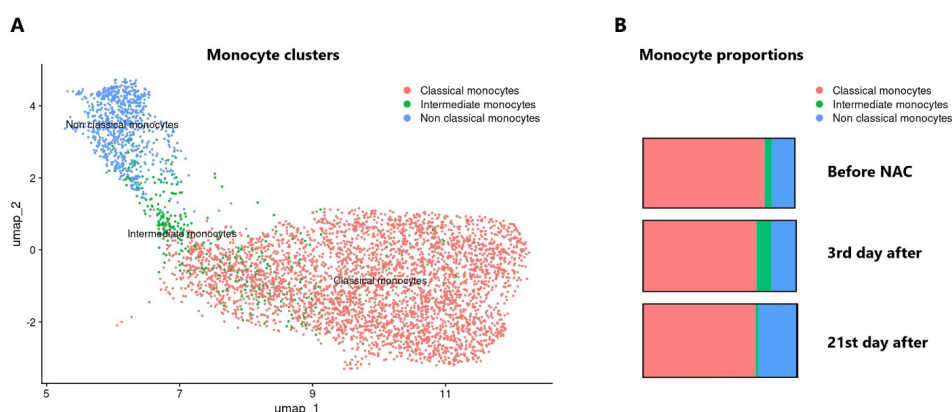 A
Monocyte clusters
Classical monocytes
Intermediate monocytes
Non classical monocytes
4
2
0
-2
umap_2
Non classical monocytes
Intermediate monocytes
Classical monocytes
5
7
9
11
umap_1
B
Monocyte proportions
Classical monocytes
Intermediate monocytes
Non classical monocytes
Before NAC
3rd day after
21st day after